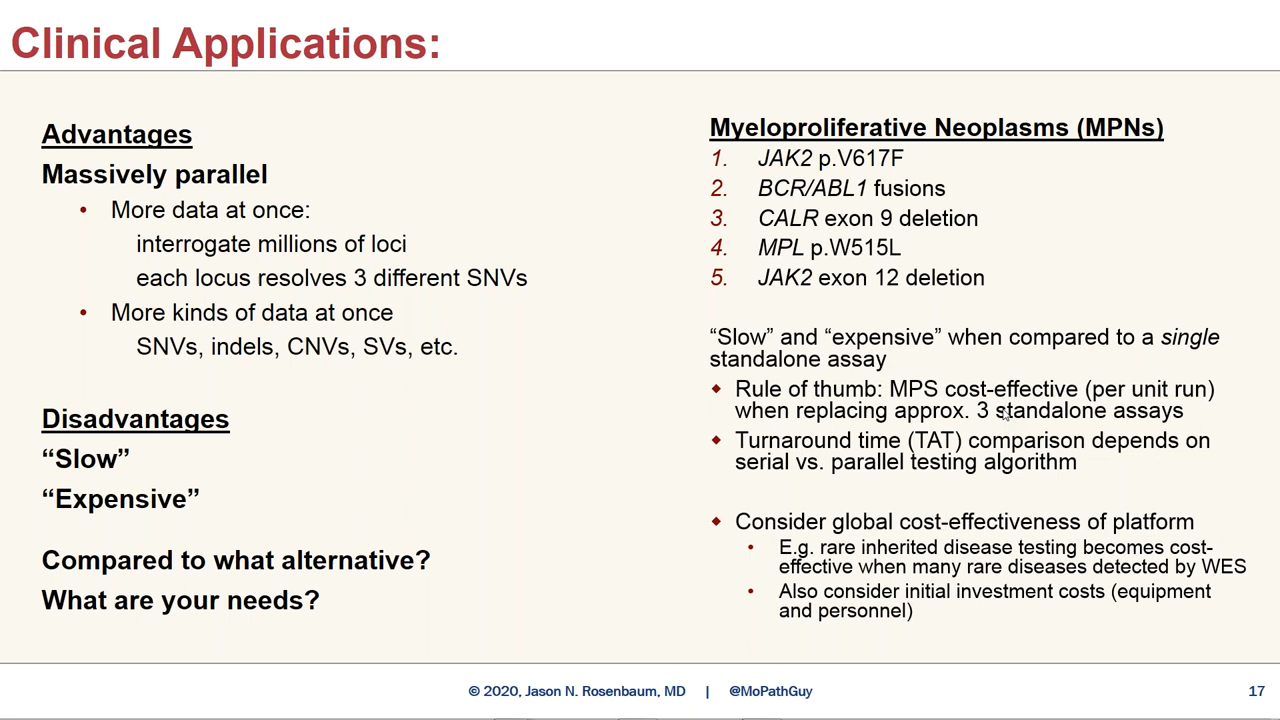 Clinical Applications:
Advantages
Massively parallel
• More data at once:
interrogate millions of loci
each locus resolves 3 different SNVs
• More kinds of data at once
SNVs, indels, CNVs, SVs, etc.
Disadvantages
“Slow”
“Expensive”
Compared to what alternative?
What are your needs?
Myeloproliferative Neoplasms (MPNs)
1. JAK2 p.V617F
2. BCR/ABL1 fusions
3. CALR exon 9 deletion
4. MPL p.W515L
5. JAK2 exon 12 deletion
“Slow” and “expensive” when compared to a single
standalone assay
◆ Rule of thumb: MPS cost-effective (per unit run)
when replacing approx. 3 standalone assays
◆ Turnaround time (TAT) comparison depends on
serial vs. parallel testing algorithm
◆ Consider global cost-effectiveness of platform
• E.g. rare inherited disease testing becomes cost-
effective when many rare diseases detected by WES
• Also consider initial investment costs (equipment
and personnel)
© 2020, Jason N. Rosenbaum, MD | @MoPathGuy
17